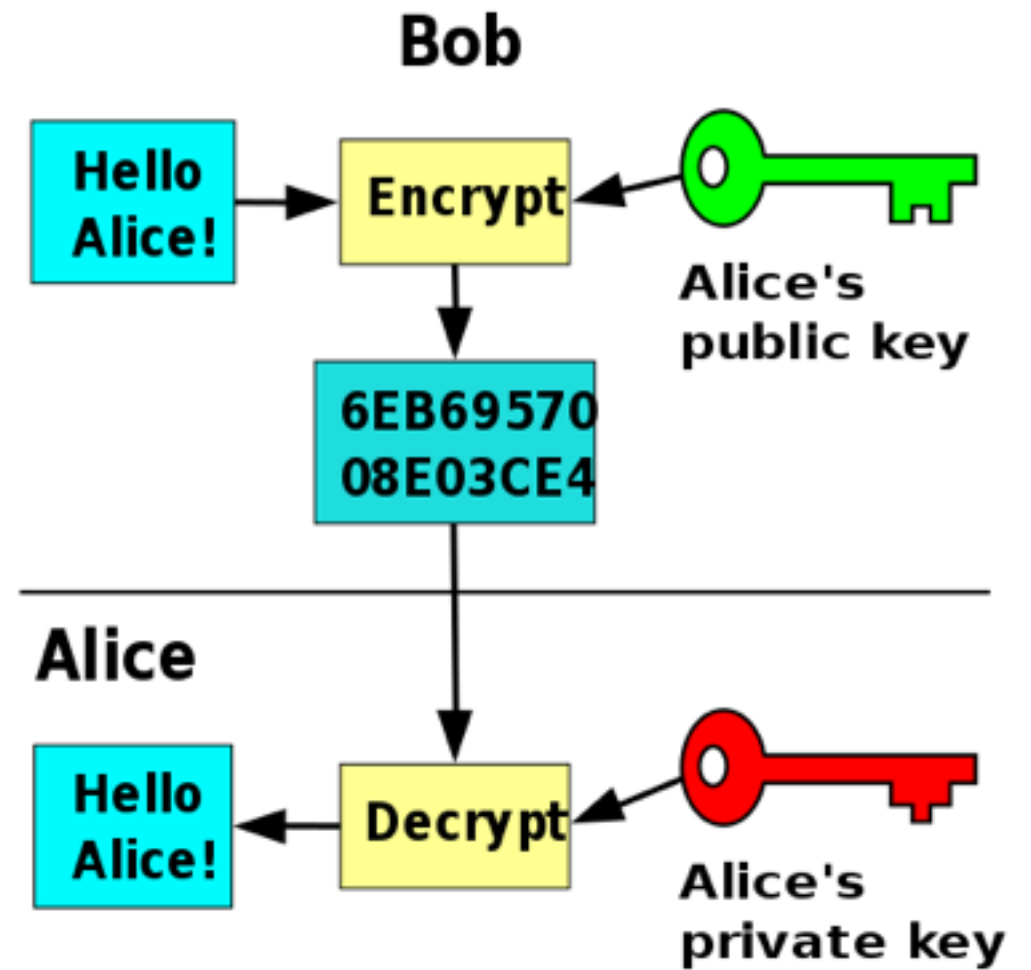 Bob
Hello
Alice!
Encrypt
Alice's
public key
6EB69570
08E03CE4
Alice
Hello
Alice!
Decrypt
Alice's
private key